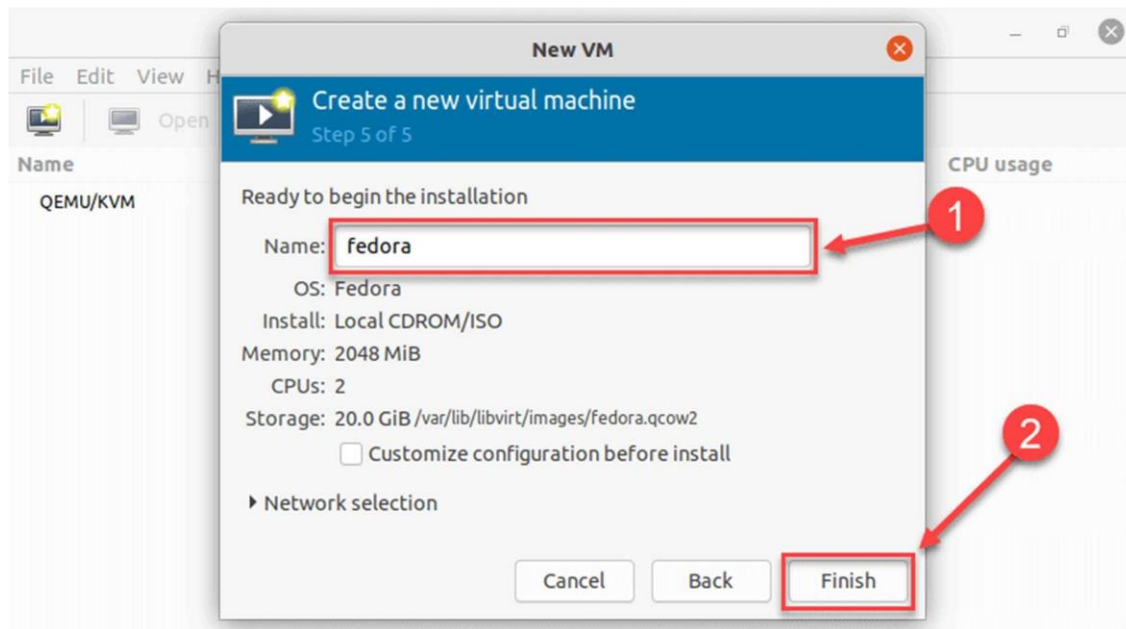 New VM
File Edit View H
Create a new virtual machine
Open
Step 5 of 5
Name
CPU usage
QEMU/KVM
Ready to begin the installation
1
Name: fedora
OS: Fedora
Install: Local CDROM/ISO
Memory: 2048 MiB
CPUs: 2
Storage: 20.0 GiB /var/lib/libvirt/images/fedora.qcow2
2
Customize configuration before install
Network selection
Cancel Back Finish